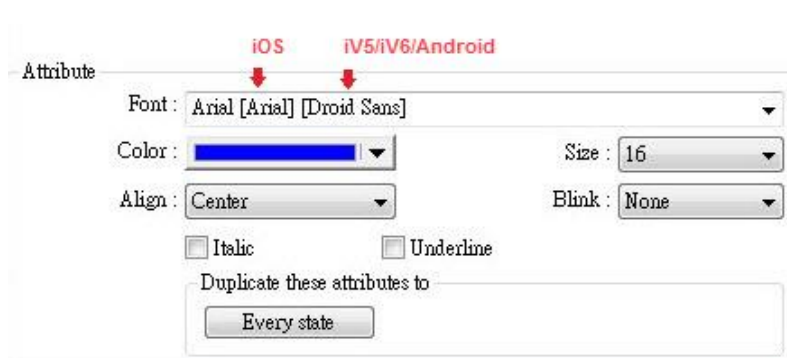 iOS iV5/iV6/Android
Attribute
Font : Arial [Arial] [Droid Sans]
Color : Size : 16
Align : Center Blink : None
Italic Underline
Duplicate these attributes to
Every state